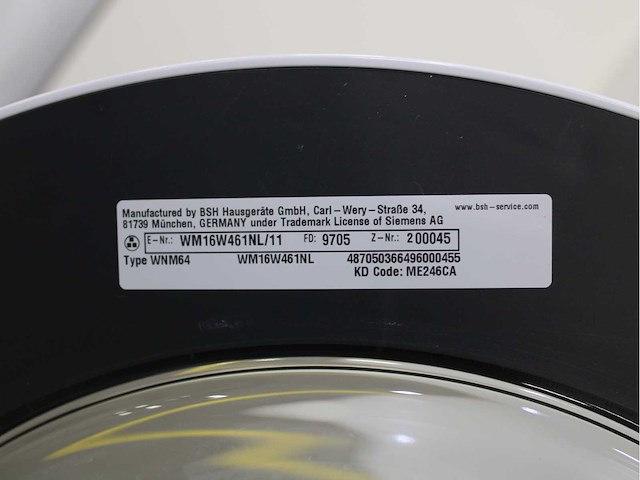 Manufactured by BSH Hausgeräte GmbH, Carl-Wery-Straße 34, www.bsh-service.com
81739 München, GERMANY under Trademark License of Siemens AG
E-Nr.: WM16W461NL/11 FD: 9705 Z-Nr.: 200045
Type WNM64 WM16W461NL 487050366496000455
KD Code: ME246CA